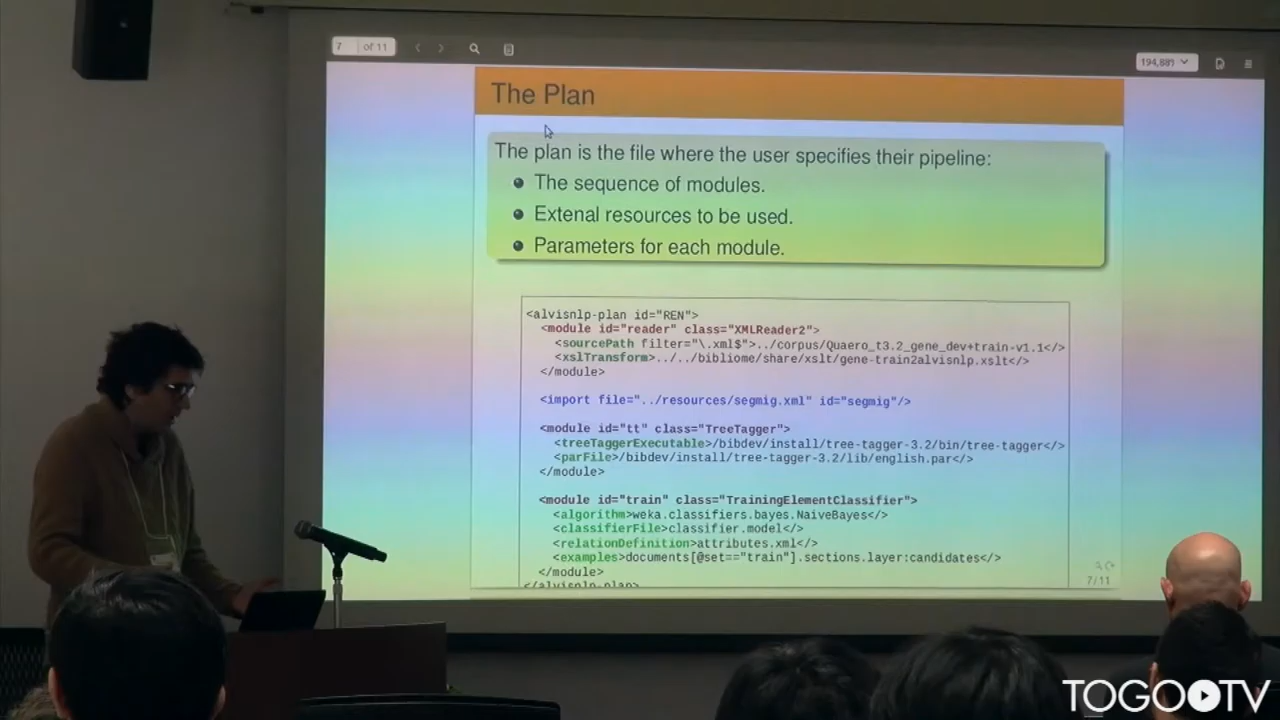 7 of 11
194,88%
The Plan
The plan is the file where the user specifies their pipeline:
The sequence of modules.
Extenal resources to be used.
Parameters for each module.
<alvisnlp-plan id="REN">
<module id="reader" class="XMLReader2">
<sourcePath filter="\.xml$">../corpus/Quaero_t3.2_gene_dev+train-v1.1</>
<xslTransform>../../bibliome/share/xslt/gene-train2alvisnlp.xslt</>
</module>
<import file="../resources/segmig.xml" id="segmig"/>
<module id="tt" class="TreeTagger">
<treeTaggerExecutable>/bibdev/install/tree-tagger-3.2/bin/tree-tagger</>
<parFile>/bibdev/install/tree-tagger-3.2/lib/english.par</>
</module>
<module id="train" class="TrainingElementClassifier">
<algorithm>weka.classifiers.bayes.NaiveBayes</>
<classifierFile>classifier.model</>
<relationDefinition>attributes.xml</>
<examples>documents[@set=="train"].sections.layer:candidates</>
</module>
</alvisnlp-plan>
7/11
TOGOTV